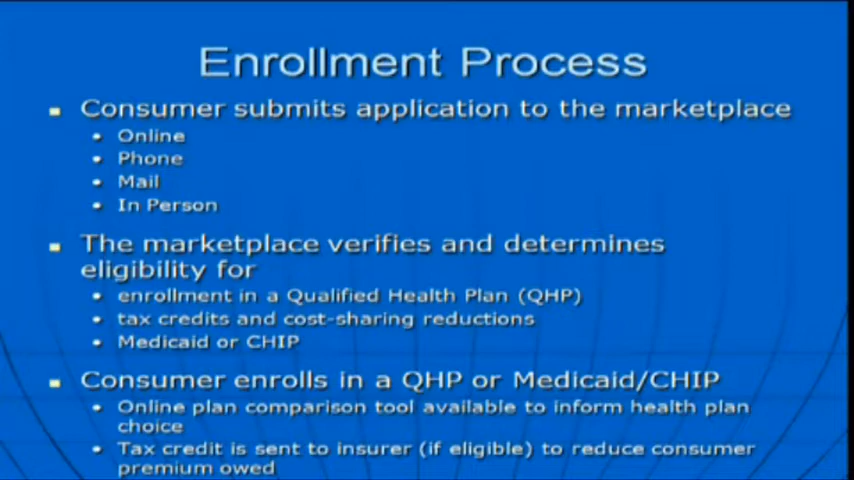 Enrollment Process
Consumer submits application to the marketplace
Online
Phone
Mail
In Person
The marketplace verifies and determines
eligibility for
enrollment in a Qualified Health Plan (QHP)
tax credits and cost-sharing reductions
Medicaid or CHIP
Consumer enrolls in a QHP or Medicaid/CHIP
Online plan comparison tool available to inform health plan
choice
Tax credit is sent to insurer (if eligible) to reduce consumer
premium owed